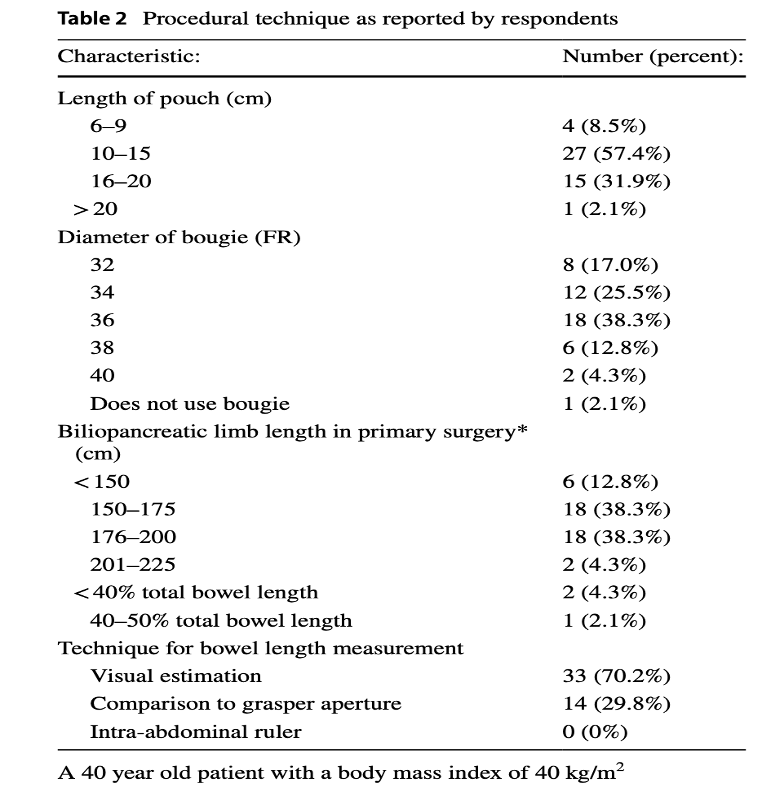 Table 2 Procedural technique as reported by respondents
Characteristic: Number (percent):
Length of pouch (cm)
6–9 4 (8.5%)
10–15 27 (57.4%)
16–20 15 (31.9%)
> 20 1 (2.1%)
Diameter of bougie (FR)
32 8 (17.0%)
34 12 (25.5%)
36 18 (38.3%)
38 6 (12.8%)
40 2 (4.3%)
Does not use bougie 1 (2.1%)
Biliopancreatic limb length in primary surgery*
(cm)
< 150 6 (12.8%)
150–175 18 (38.3%)
176–200 18 (38.3%)
201–225 2 (4.3%)
< 40% total bowel length 2 (4.3%)
40–50% total bowel length 1 (2.1%)
Technique for bowel length measurement
Visual estimation 33 (70.2%)
Comparison to grasper aperture 14 (29.8%)
Intra-abdominal ruler 0 (0%)
A 40 year old patient with a body mass index of 40 kg/m²